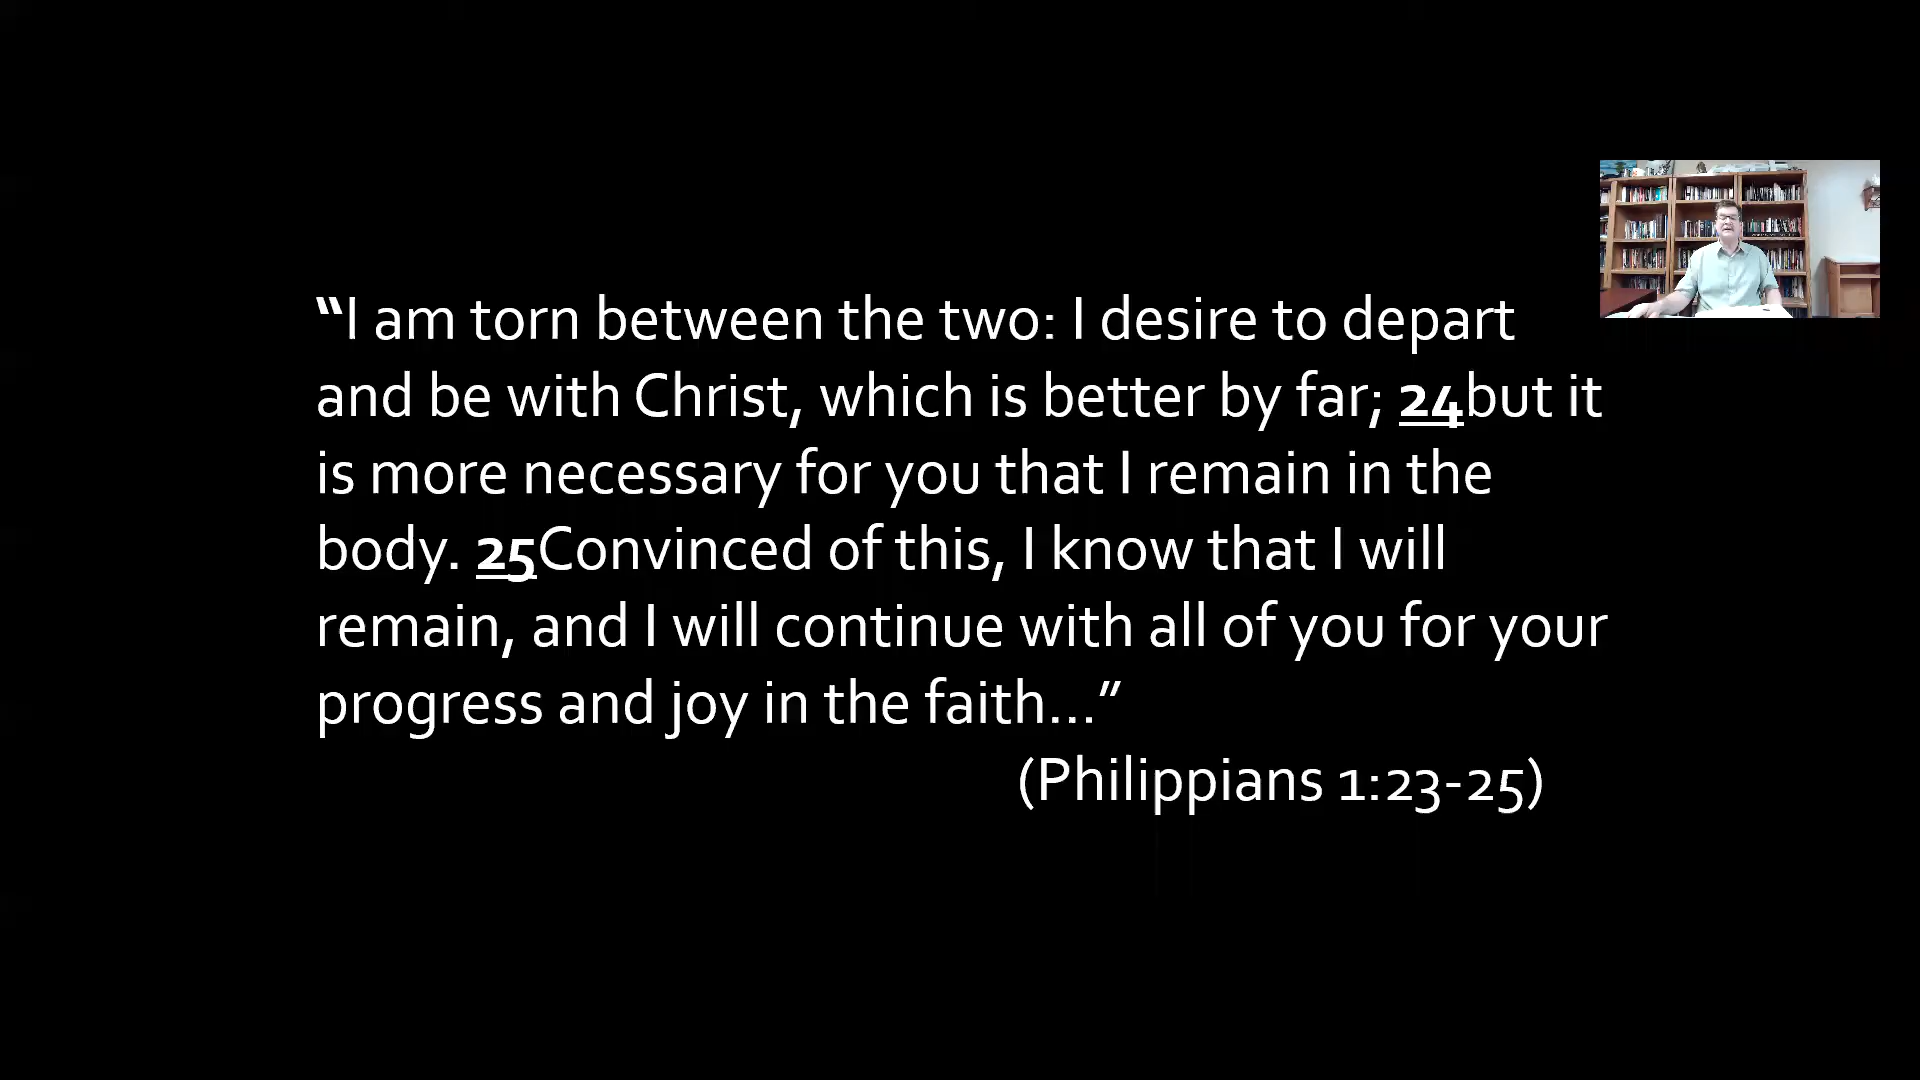 “I am torn between the two: I desire to depart
and be with Christ, which is better by far; 24but it
is more necessary for you that I remain in the
body. 25Convinced of this, I know that I will
remain, and I will continue with all of you for your
progress and joy in the faith…”
(Philippians 1:23-25)